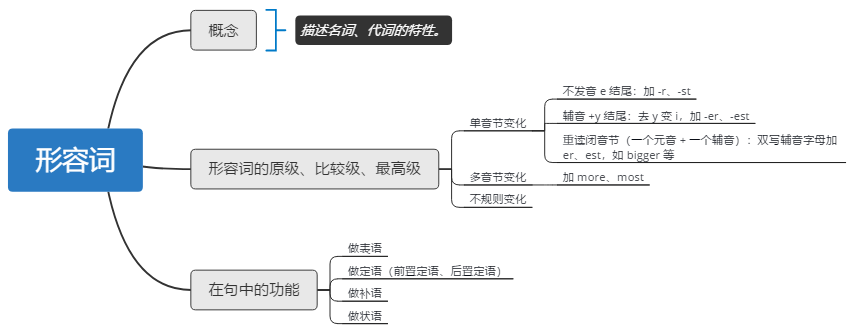 形容词
概念
描述名词、代词的特性。
形容词的原级、比较级、最高级
单音节变化
不发音 e 结尾：加 -r、-st
辅音 +y 结尾：去 y 变 i，加 -er、-est
重读闭音节（一个元音 + 一个辅音）：双写辅音字母加
er、est，如 bigger 等
多音节变化
加 more、most
不规则变化
在句中的功能
做表语
做定语（前置定语、后置定语）
做补语
做状语